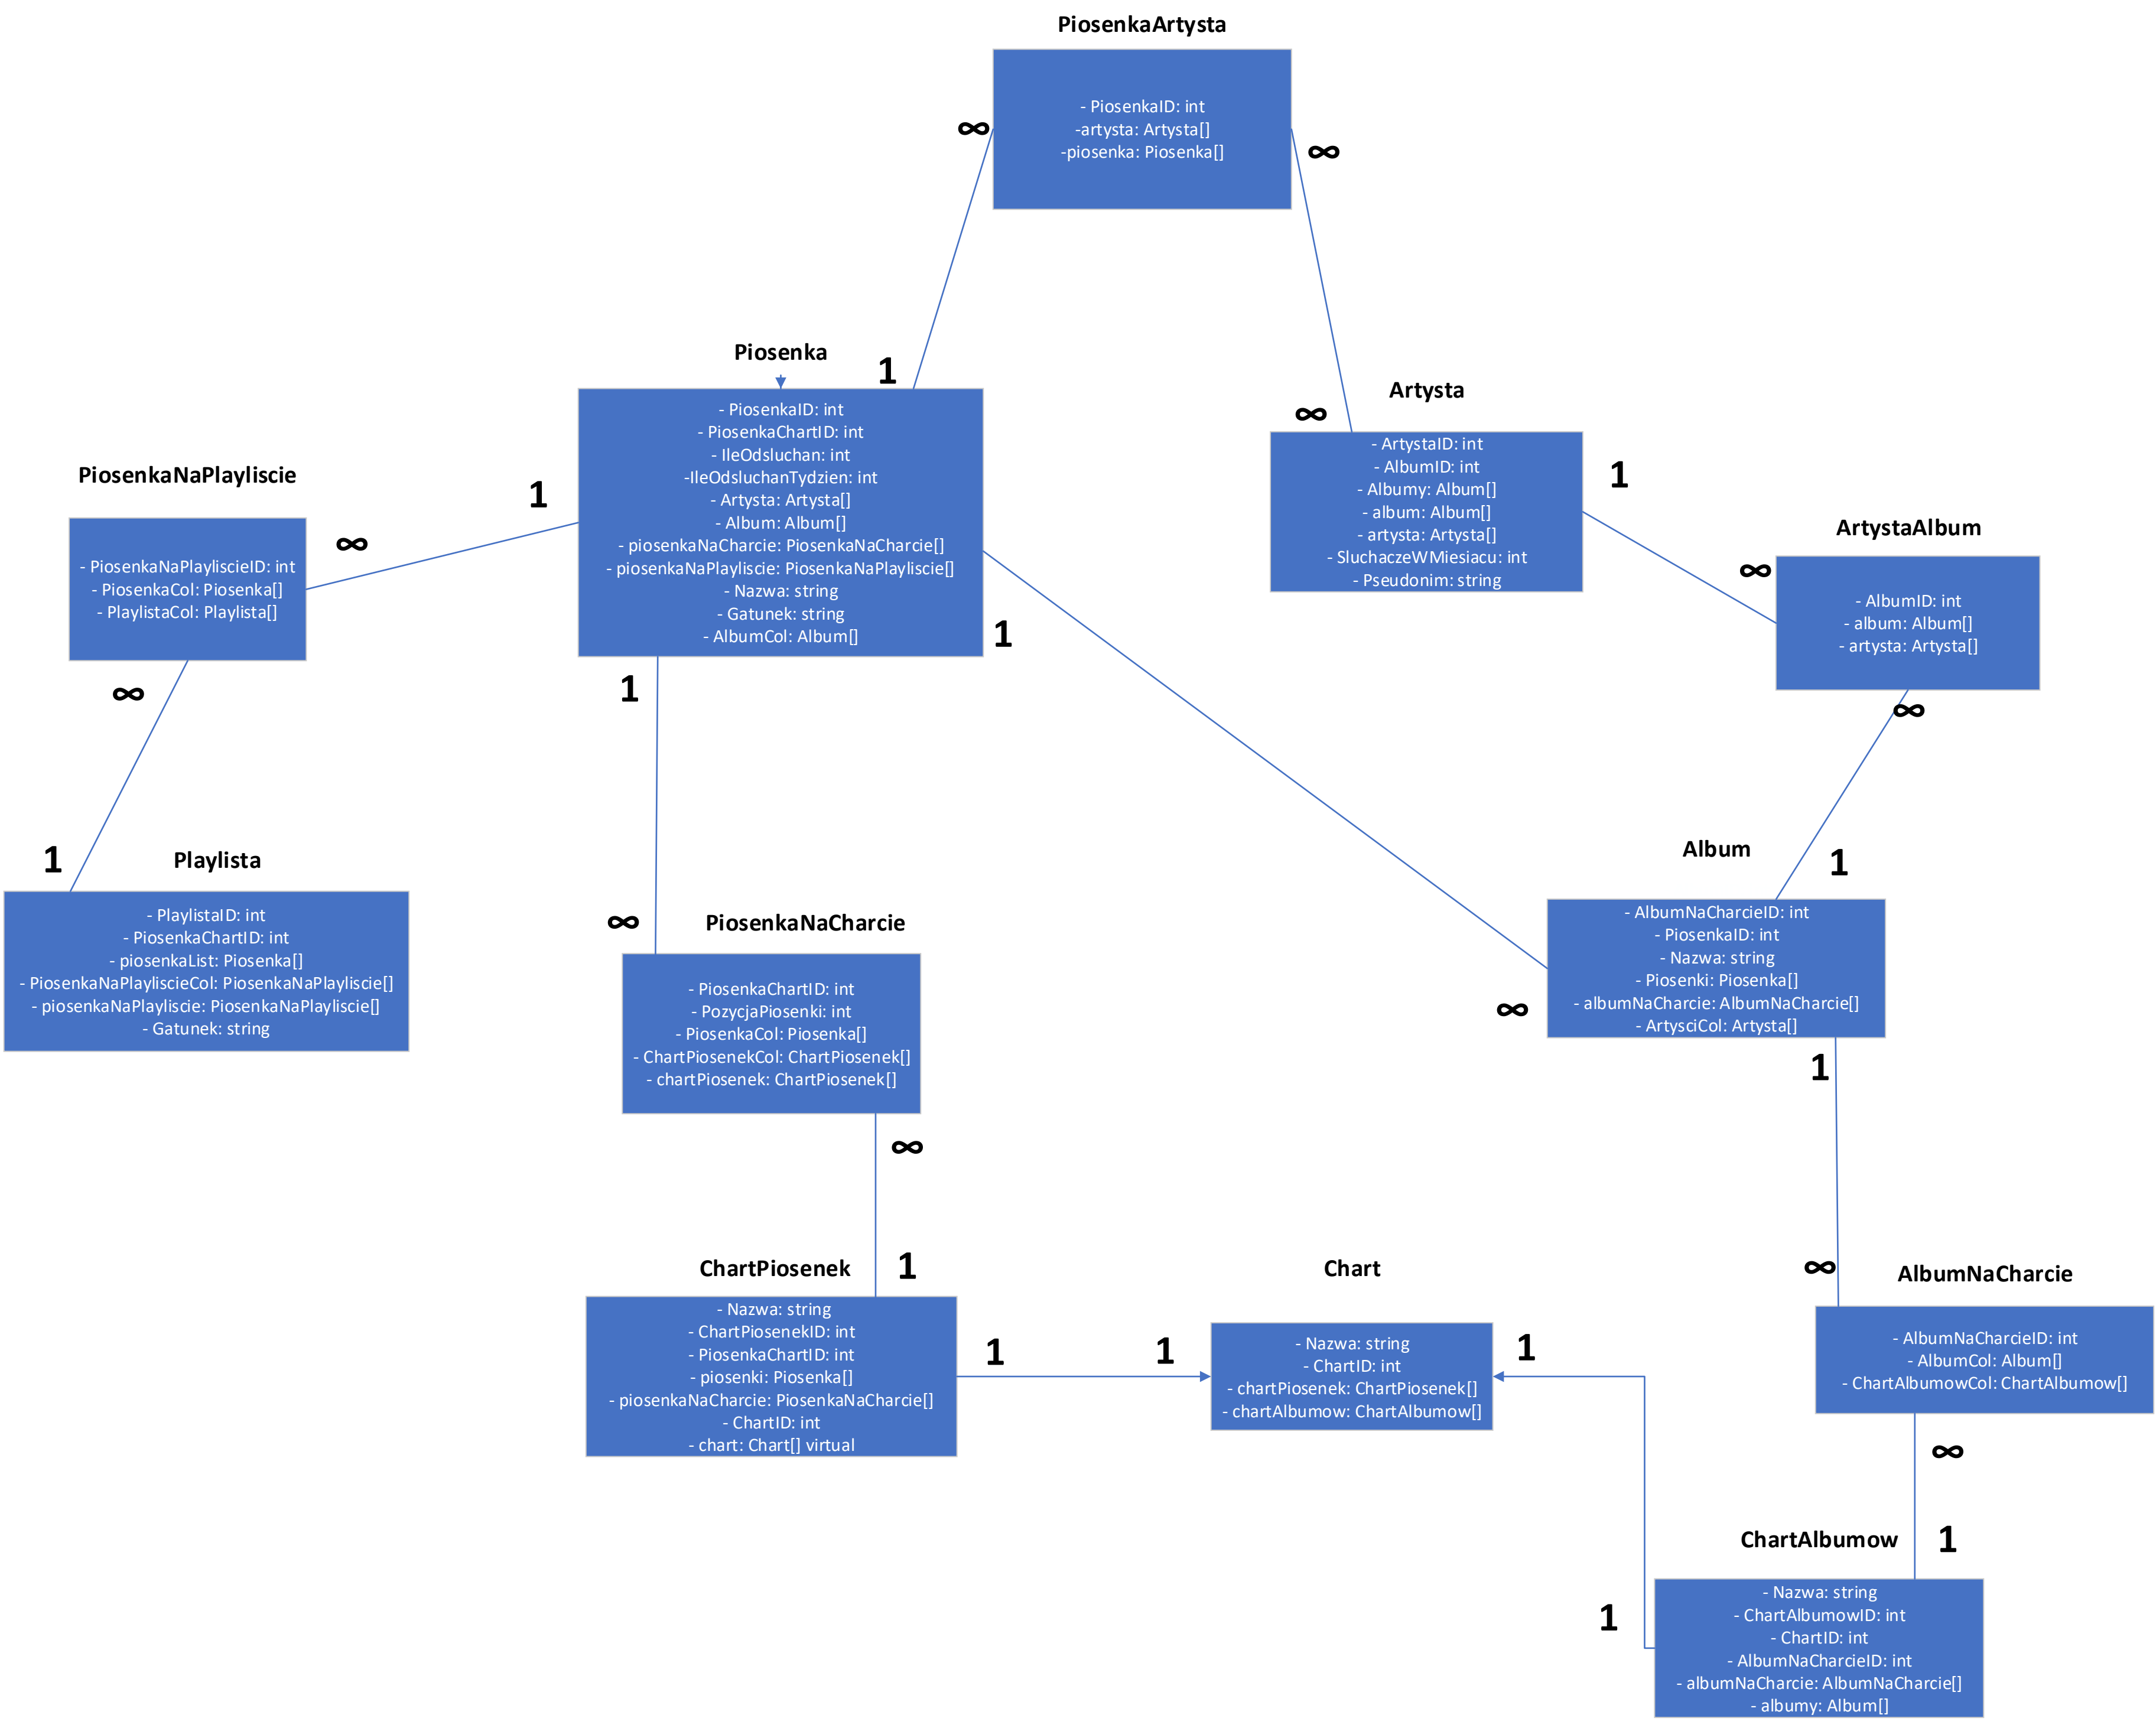 PiosenkaArtysta
- PiosenkaID: int
-artysta: Artysta[]
-piosenka: Piosenka[]
∞
∞
Piosenka
1
- PiosenkaID: int
- PiosenkaChartID: int
- IleOdsluchan: int
-IleOdsluchanTydzien: int
- Artysta: Artysta[]
- Album: Album[]
- piosenkaNaCharcie: PiosenkaNaCharcie[]
- piosenkaNaPlayliscie: PiosenkaNaPlayliscie[]
- Nazwa: string
- Gatunek: string
- AlbumCol: Album[]
1
1
1
Artysta
∞
- ArtystaID: int
- AlbumID: int
- Albumy: Album[]
- album: Album[]
- artysta: Artysta[]
- SluchaczeWMiesiacu: int
- Pseudonim: string
1
PiosenkaNaPlayliscie
∞
- PiosenkaNaPlayliscieID: int
- PiosenkaCol: Piosenka[]
- PlaylistaCol: Playlista[]
∞
ArtystaAlbum
∞
- AlbumID: int
- album: Album[]
- artysta: Artysta[]
∞
1
Playlista
- PlaylistaID: int
- PiosenkaChartID: int
- piosenkaList: Piosenka[]
- PiosenkaNaPlayliscieCol: PiosenkaNaPlayliscie[]
- piosenkaNaPlayliscie: PiosenkaNaPlayliscie[]
- Gatunek: string
∞
PiosenkaNaCharcie
- PiosenkaChartID: int
- PozycjaPiosenki: int
- PiosenkaCol: Piosenka[]
- ChartPiosenekCol: ChartPiosenek[]
- chartPiosenek: ChartPiosenek[]
∞
Album
1
- AlbumNaCharcieID: int
- PiosenkaID: int
- Nazwa: string
- Piosenki: Piosenka[]
- albumNaCharcie: AlbumNaCharcie[]
- ArtysciCol: Artysta[]
∞
1
ChartPiosenek
1
- Nazwa: string
- ChartPiosenekID: int
- PiosenkaChartID: int
- piosenki: Piosenka[]
- piosenkaNaCharcie: PiosenkaNaCharcie[]
- ChartID: int
- chart: Chart[] virtual
1
1
Chart
- Nazwa: string
- ChartID: int
- chartPiosenek: ChartPiosenek[]
- chartAlbumow: ChartAlbumow[]
1
∞
AlbumNaCharcie
- AlbumNaCharcieID: int
- AlbumCol: Album[]
- ChartAlbumowCol: ChartAlbumow[]
∞
ChartAlbumow
1
1
- Nazwa: string
- ChartAlbumowID: int
- ChartID: int
- AlbumNaCharcieID: int
- albumNaCharcie: AlbumNaCharcie[]
- albumy: Album[]